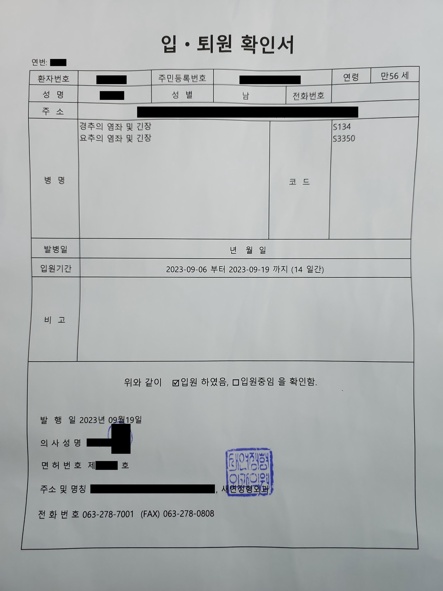 입 · 퇴원 확인서
연번:
환자번호 주민등록번호 연령 만56 세
성 명 성 별 남 전화번호
주 소
병 명 경추의 염좌 및 긴장 코 드 S134
요추의 염좌 및 긴장 S3350
발병일 년 월 일
입원기간 2023-09-06 부터 2023-09-19 까지 (14 일간)
비 고
위와 같이 ☑입원 하였음, □입원중임 을 확인함.
발 행 일 2023년 09월19일
의 사 성 명
면 허 번 호 제 호
주소 및 명칭 ,
전 화 번 호 063-278-7001 (FAX) 063-278-0808